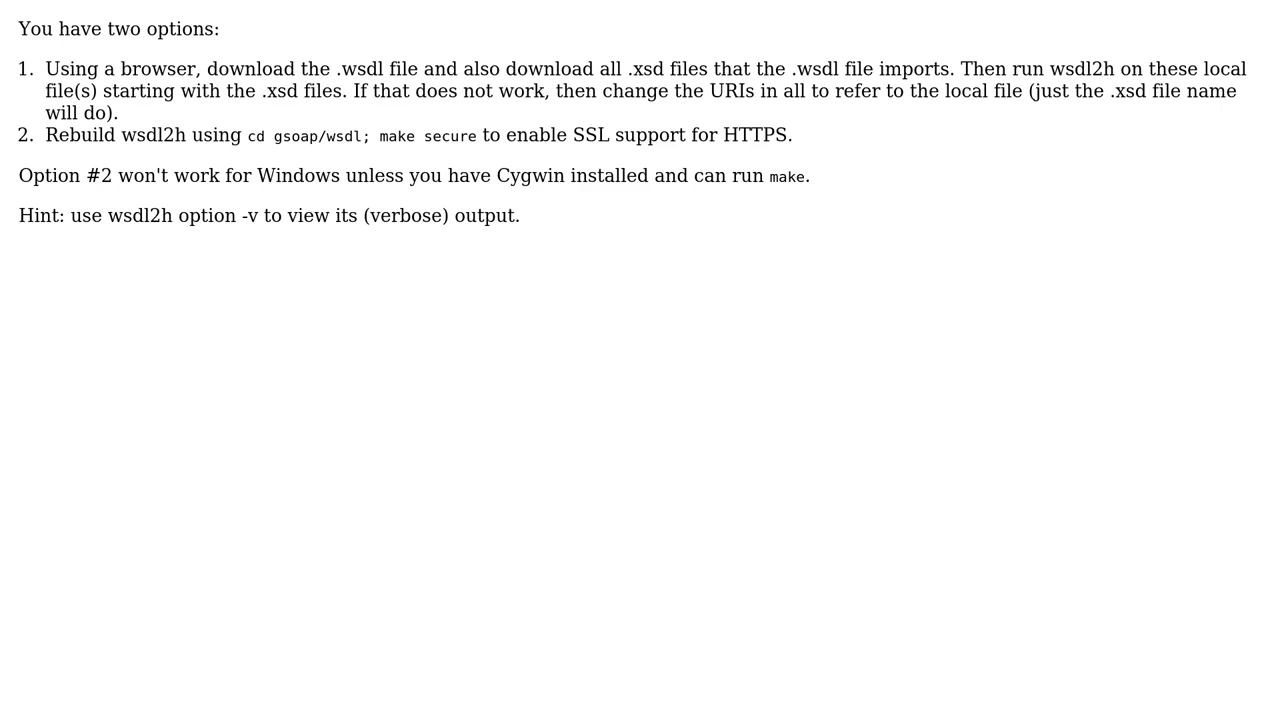 You have two options:
1. Using a browser, download the .wsdl file and also download all .xsd files that the .wsdl file imports. Then run wsdl2h on these local
file(s) starting with the .xsd files. If that does not work, then change the URIs in all to refer to the local file (just the .xsd file name
will do).
2. Rebuild wsdl2h using cd gsoap/wsdl; make secure to enable SSL support for HTTPS.
Option #2 won't work for Windows unless you have Cygwin installed and can run make.
Hint: use wsdl2h option -v to view its (verbose) output.